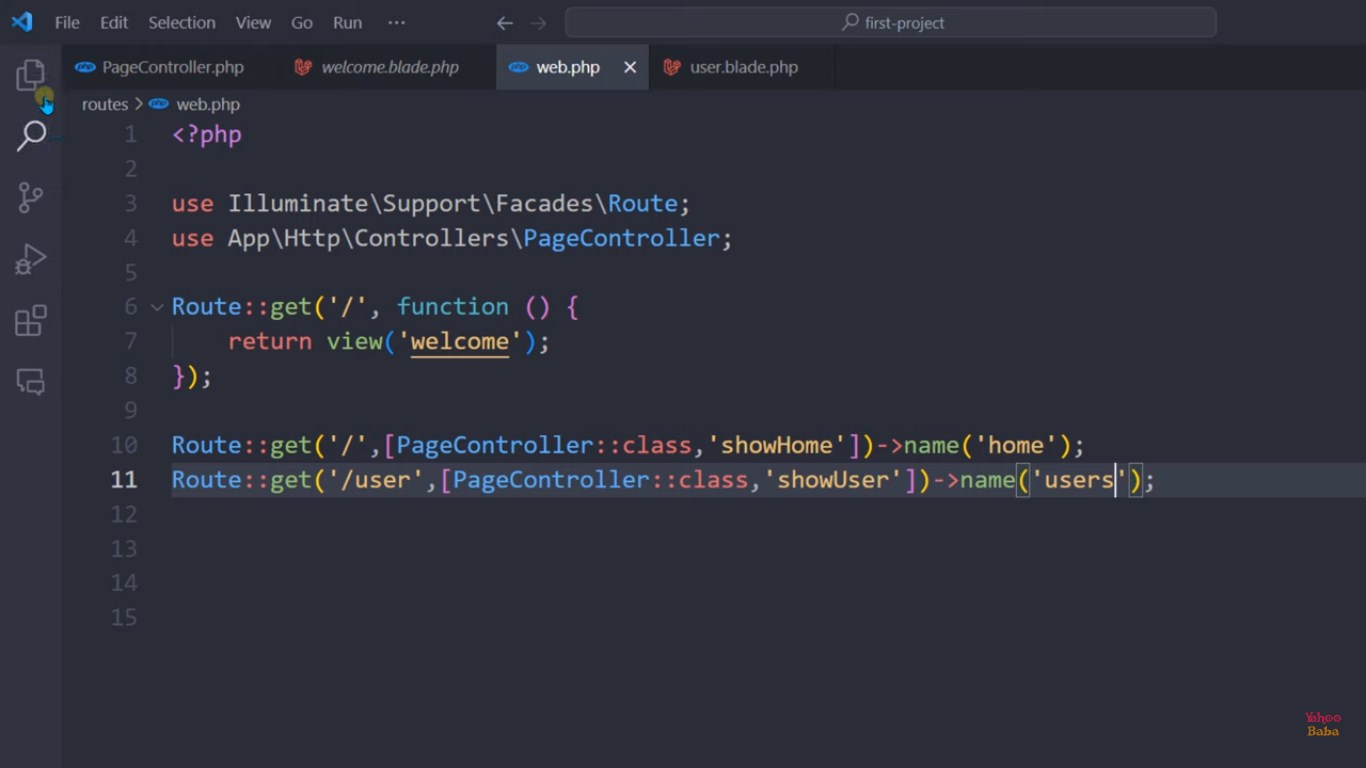 File Edit Selection View Go Run ··· first-project
PageController.php welcome.blade.php web.php user.blade.php
routes > web.php
1 <?php
2
3 use Illuminate\Support\Facades\Route;
4 use App\Http\Controllers\PageController;
5
6 Route::get('/', function () {
7 return view('welcome');
8 });
9
10 Route::get('/',[PageController::class,'showHome'])->name('home');
11 Route::get('/user',[PageController::class,'showUser'])->name('users');
12
13
14
15
Yahoo
Baba